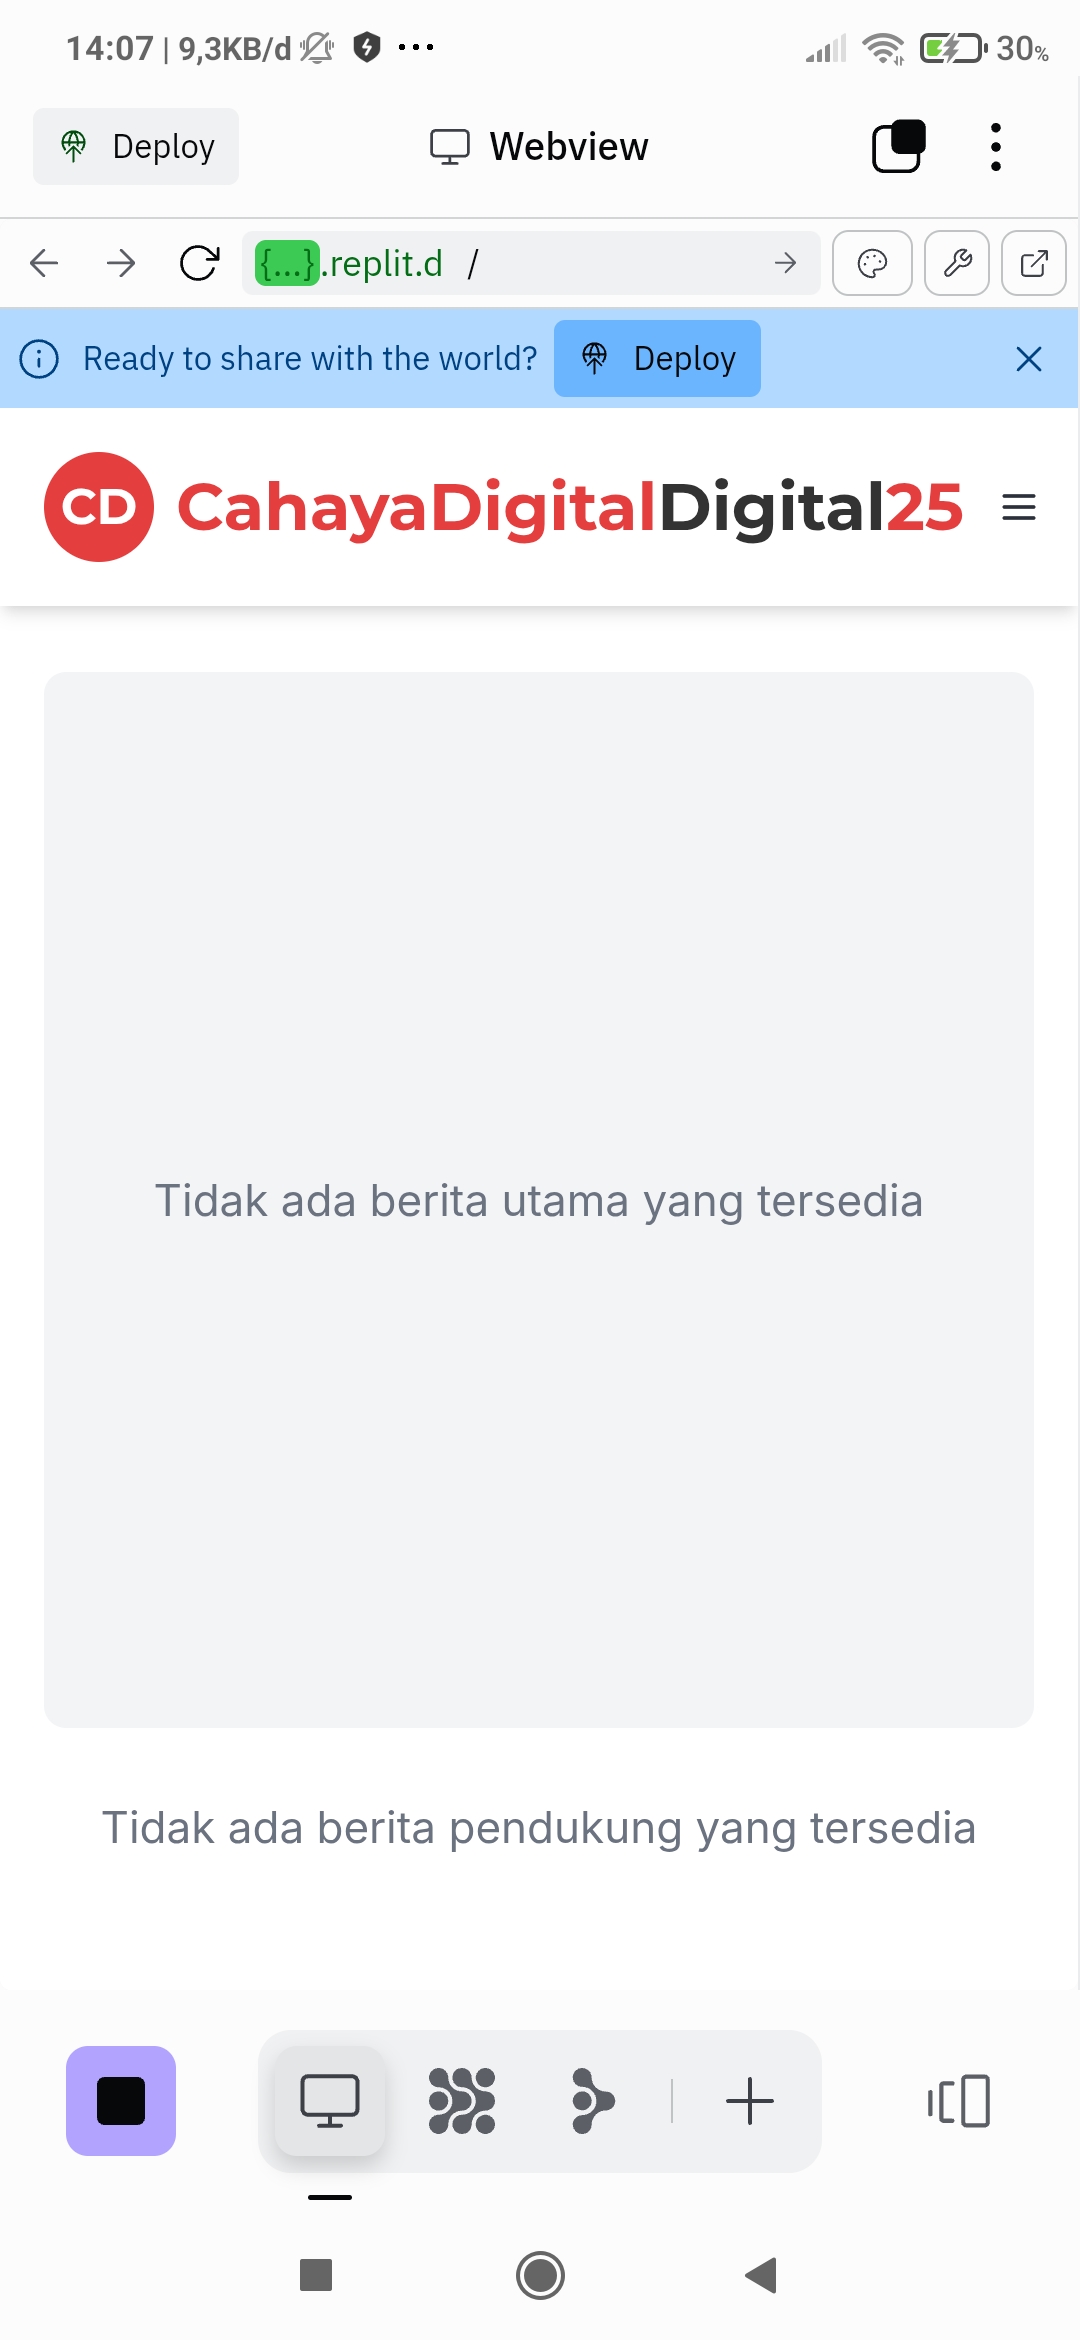 14:07 | 9,3KB/d 30%
Deploy Webview
{...}.replit.d /
Ready to share with the world? Deploy
CD CahayaDigitalDigital25
Tidak ada berita utama yang tersedia
Tidak ada berita pendukung yang tersedia